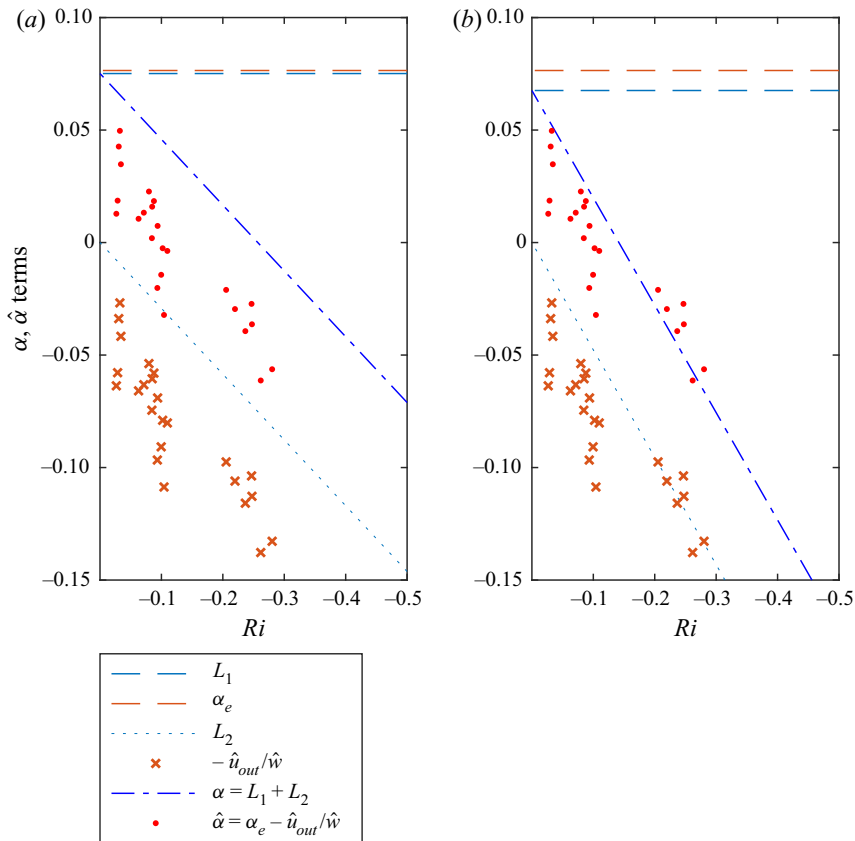 (a)
0.10
0.05
0
−0.05
−0.10
−0.15
α, α̂ terms
−0.1 −0.2 −0.3 −0.4 −0.5
Ri
(b)
0.10
0.05
0
−0.05
−0.10
−0.15
−0.1 −0.2 −0.3 −0.4 −0.5
Ri
L₁
αₑ
L₂
− û_out/ŵ
α = L₁ + L₂
α̂ = αₑ − û_out/ŵ